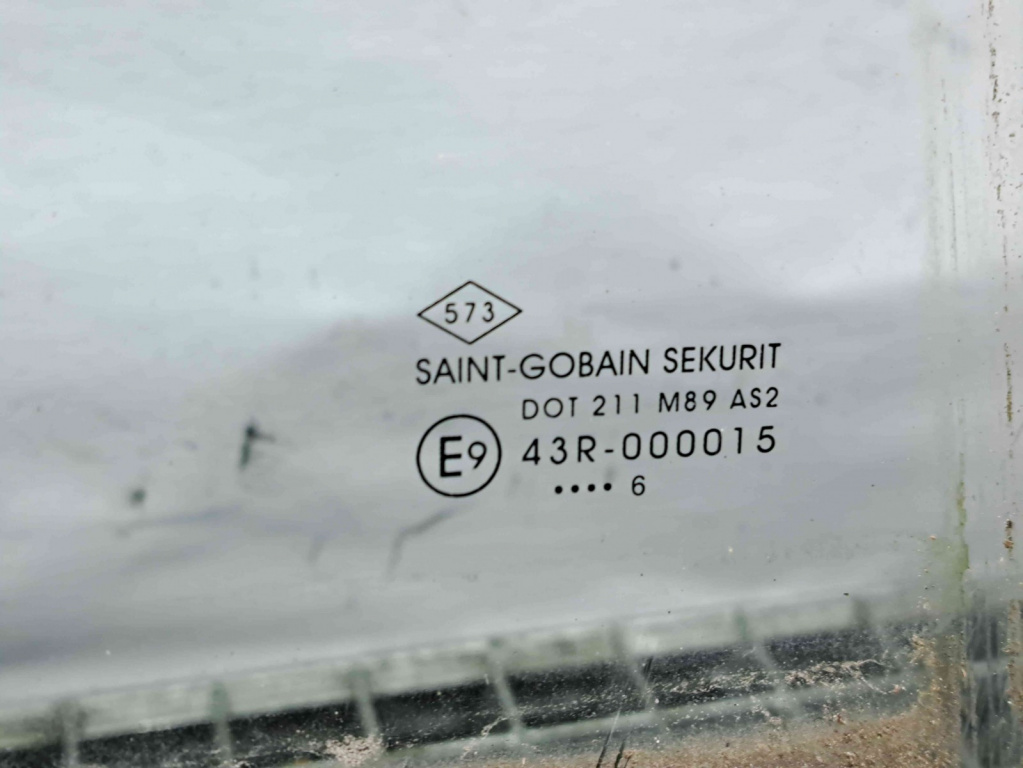 573
SAINT-GOBAIN SEKURIT
DOT 211 M89 AS2
E9 43R-000015
.... 6